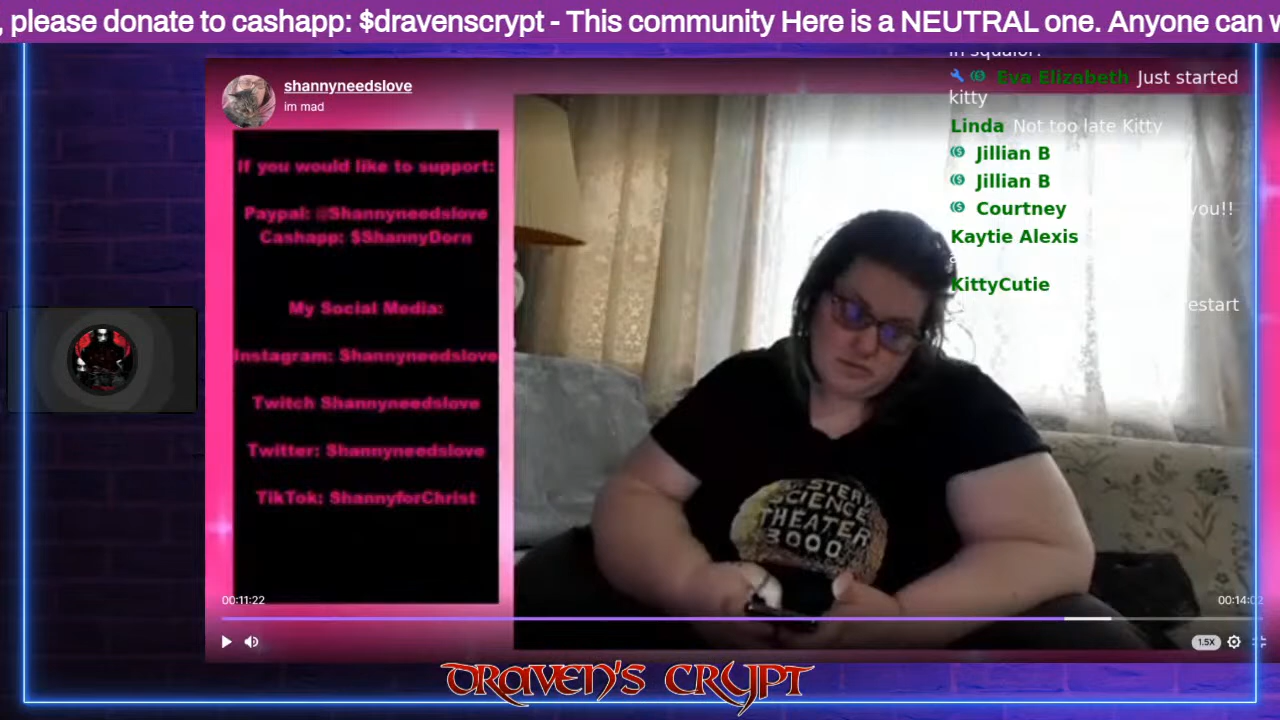 , please donate to cashapp: $dravenscrypt - This community Here is a NEUTRAL one. Anyone can w
shannyneedslove
im mad
If you would like to support:
Paypal: @Shannyneedslove
Cashapp: $ShannyDorn
My Social Media:
Instagram: Shannyneedslove
Twitch Shannyneedslove
Twitter: Shannyneedslove
TikTok: ShannyforChrist
in squalor!
Eva Elizabeth Just started
kitty
Linda Not too late Kitty
Jillian B
Jillian B
Courtney you!!
Kaytie Alexis
KittyCutie
restart
MYSTERY
SCIENCE
THEATER
3000
00:11:22
00:14:02
1.5X
DRAVEN'S CRYPT